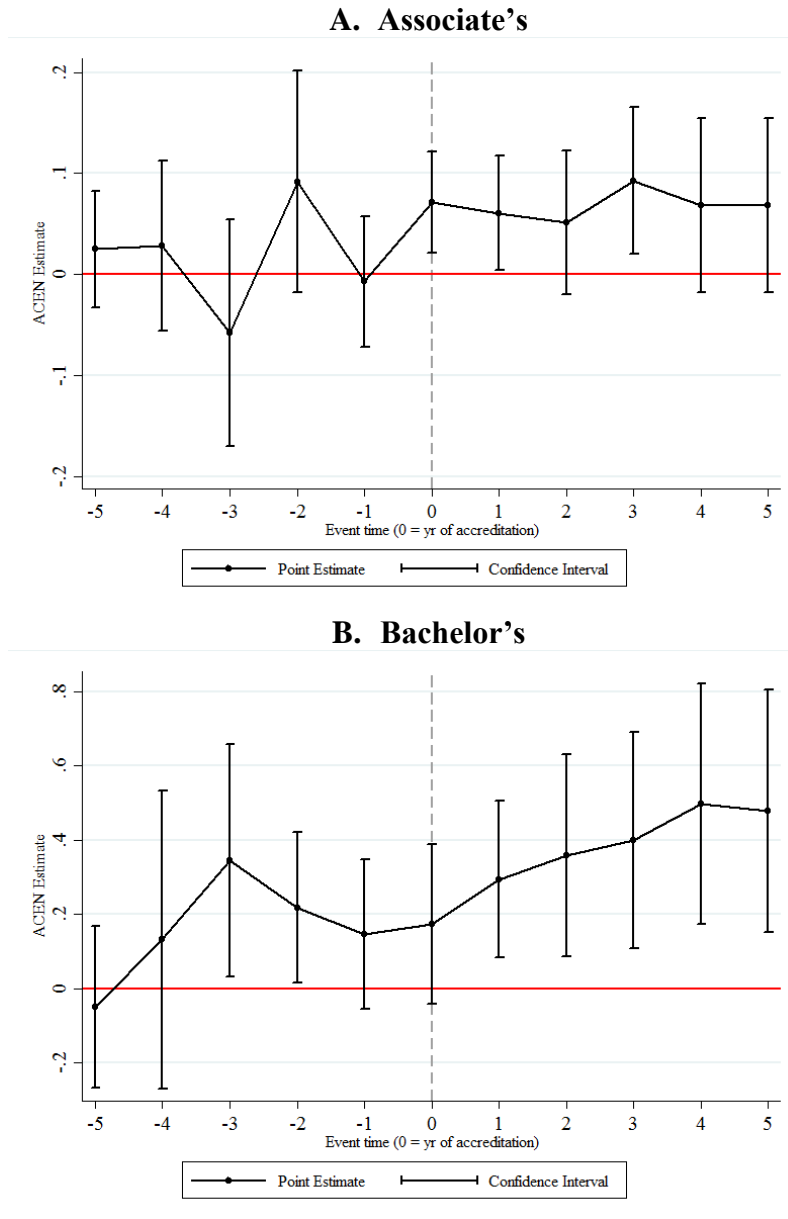 A. Associate's
.2
.1
0
-.1
-.2
ACEN Estimate
-5 -4 -3 -2 -1 0 1 2 3 4 5
Event time (0 = yr of accreditation)
Point Estimate Confidence Interval
B. Bachelor's
.8
.6
.4
.2
0
-.2
ACEN Estimate
-5 -4 -3 -2 -1 0 1 2 3 4 5
Event time (0 = yr of accreditation)
Point Estimate Confidence Interval